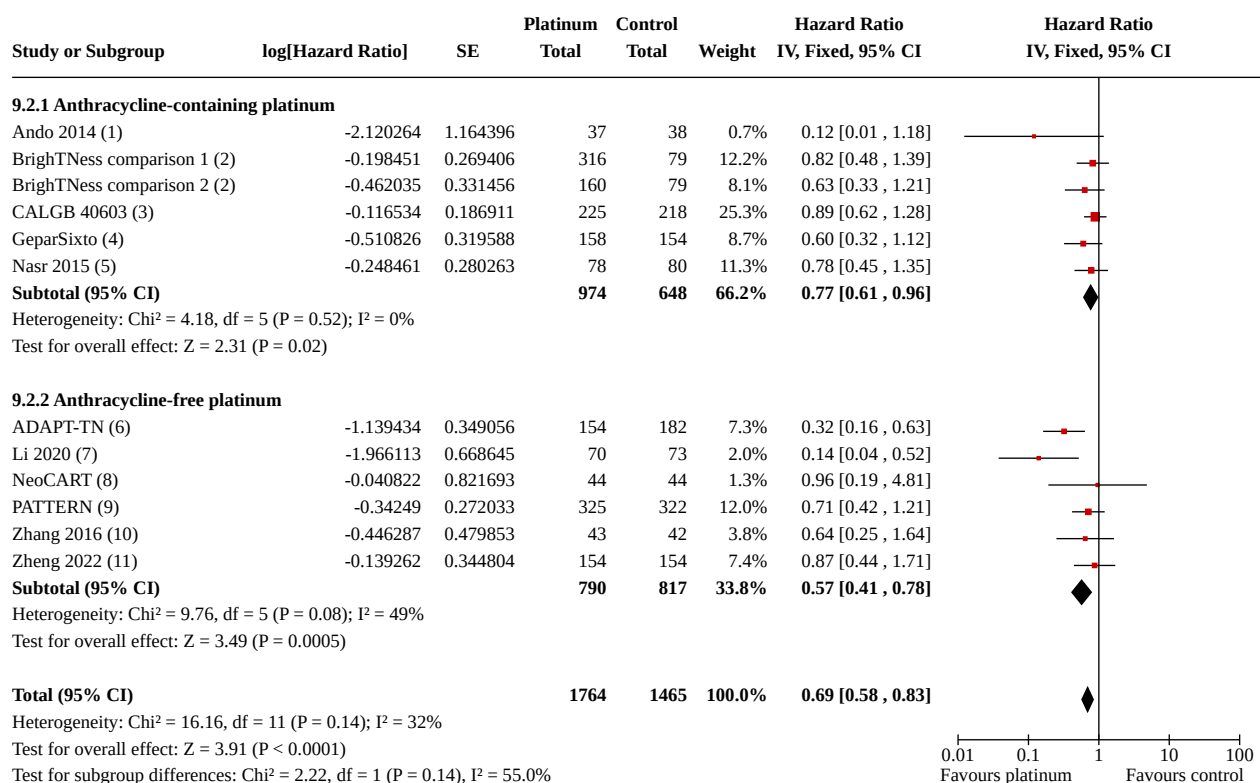 Platinum Control Hazard Ratio Hazard Ratio
Study or Subgroup log[Hazard Ratio] SE Total Total Weight IV, Fixed, 95% CI IV, Fixed, 95% CI
9.2.1 Anthracycline-containing platinum
Ando 2014 (1) -2.120264 1.164396 37 38 0.7% 0.12 [0.01 , 1.18]
BrighTNess comparison 1 (2) -0.198451 0.269406 316 79 12.2% 0.82 [0.48 , 1.39]
BrighTNess comparison 2 (2) -0.462035 0.331456 160 79 8.1% 0.63 [0.33 , 1.21]
CALGB 40603 (3) -0.116534 0.186911 225 218 25.3% 0.89 [0.62 , 1.28]
GeparSixto (4) -0.510826 0.319588 158 154 8.7% 0.60 [0.32 , 1.12]
Nasr 2015 (5) -0.248461 0.280263 78 80 11.3% 0.78 [0.45 , 1.35]
Subtotal (95% CI) 974 648 66.2% 0.77 [0.61 , 0.96]
Heterogeneity: Chi² = 4.18, df = 5 (P = 0.52); I² = 0%
Test for overall effect: Z = 2.31 (P = 0.02)
9.2.2 Anthracycline-free platinum
ADAPT-TN (6) -1.139434 0.349056 154 182 7.3% 0.32 [0.16 , 0.63]
Li 2020 (7) -1.966113 0.668645 70 73 2.0% 0.14 [0.04 , 0.52]
NeoCART (8) -0.040822 0.821693 44 44 1.3% 0.96 [0.19 , 4.81]
PATTERN (9) -0.34249 0.272033 325 322 12.0% 0.71 [0.42 , 1.21]
Zhang 2016 (10) -0.446287 0.479853 43 42 3.8% 0.64 [0.25 , 1.64]
Zheng 2022 (11) -0.139262 0.344804 154 154 7.4% 0.87 [0.44 , 1.71]
Subtotal (95% CI) 790 817 33.8% 0.57 [0.41 , 0.78]
Heterogeneity: Chi² = 9.76, df = 5 (P = 0.08); I² = 49%
Test for overall effect: Z = 3.49 (P = 0.0005)
Total (95% CI) 1764 1465 100.0% 0.69 [0.58 , 0.83]
Heterogeneity: Chi² = 16.16, df = 11 (P = 0.14); I² = 32%
Test for overall effect: Z = 3.91 (P < 0.0001)
0.01 0.1 1 10 100
Test for subgroup differences: Chi² = 2.22, df = 1 (P = 0.14), I² = 55.0%
Favours platinum Favours control